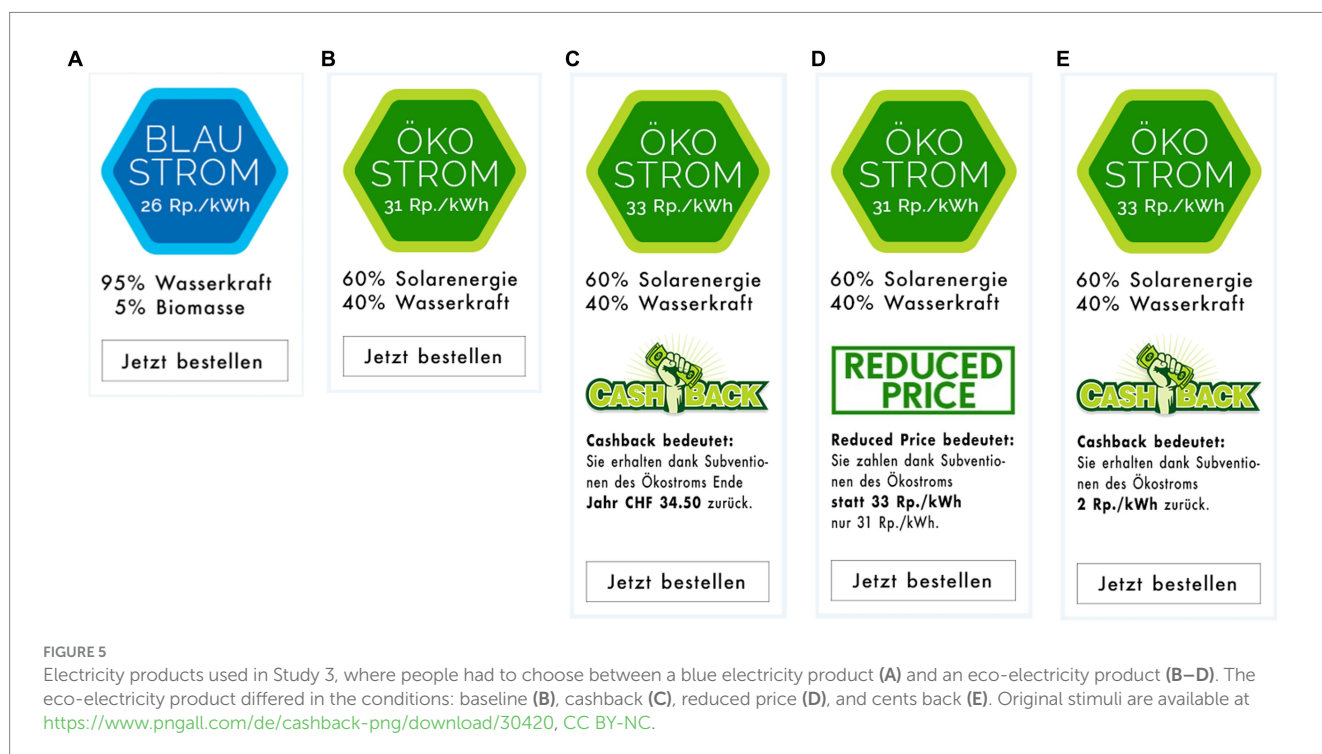 A
BLAU
STROM
26 Rp./kWh
95% Wasserkraft
5% Biomasse
Jetzt bestellen
B
ÖKO
STROM
31 Rp./kWh
60% Solarenergie
40% Wasserkraft
Jetzt bestellen
C
ÖKO
STROM
33 Rp./kWh
60% Solarenergie
40% Wasserkraft
CASH BACK
Cashback bedeutet:
Sie erhalten dank Subventio-
nen des Ökostroms Ende
Jahr CHF 34.50 zurück.
Jetzt bestellen
D
ÖKO
STROM
31 Rp./kWh
60% Solarenergie
40% Wasserkraft
REDUCED
PRICE
Reduced Price bedeutet:
Sie zahlen dank Subventio-
nen des Ökostroms
statt 33 Rp./kWh
nur 31 Rp./kWh.
Jetzt bestellen
E
ÖKO
STROM
33 Rp./kWh
60% Solarenergie
40% Wasserkraft
CASH BACK
Cashback bedeutet:
Sie erhalten dank Subventio-
nen des Ökostroms
2 Rp./kWh zurück.
Jetzt bestellen
FIGURE 5
Electricity products used in Study 3, where people had to choose between a blue electricity product (A) and an eco-electricity product (B–D). The
eco-electricity product differed in the conditions: baseline (B), cashback (C), reduced price (D), and cents back (E). Original stimuli are available at
https://www.pngall.com/de/cashback-png/download/30420, CC BY-NC.